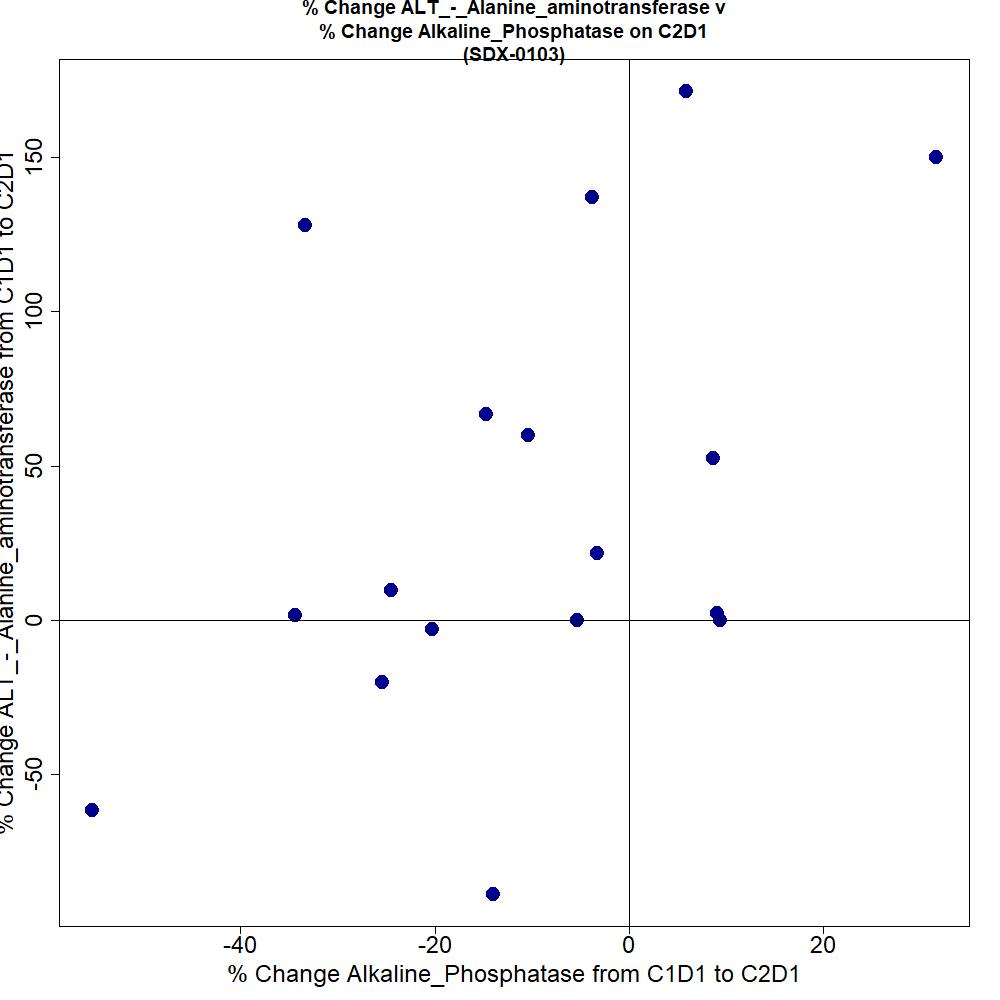 % Change ALT_-_Alanine_aminotransferase v
% Change Alkaline_Phosphatase on C2D1
(SDX-0103)
% Change ALT_-_Alanine_aminotransferase from C1D1 to C2D1
150
100
50
0
-50
-40
-20
0
20
% Change Alkaline_Phosphatase from C1D1 to C2D1